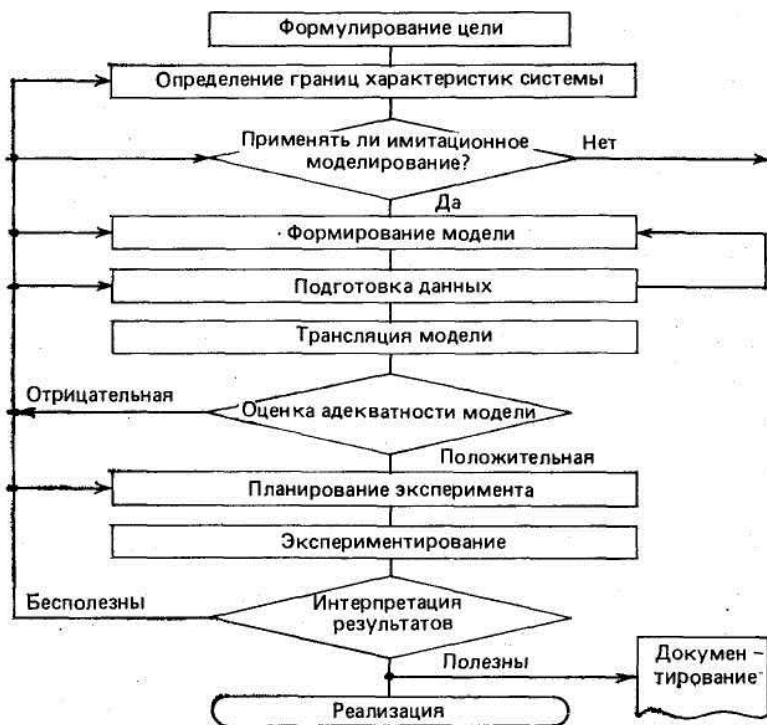 Формулирование цели
Определение границ характеристик системы
Применять ли имитационное
моделирование?
Нет
Да
Формирование модели
Подготовка данных
Трансляция модели
Отрицательная
Оценка адекватности модели
Положительная
Планирование эксперимента
Экспериментирование
Бесполезны
Интерпретация
результатов
Полезны
Докумен –
тирование
Реализация